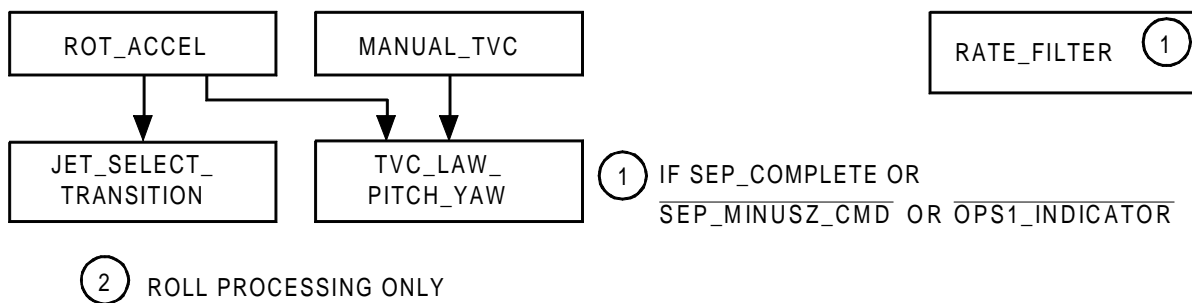 ROT_ACCEL
MANUAL_TVC
RATE_FILTER 1
JET_SELECT_
TRANSITION
TVC_LAW_
PITCH_YAW
1 IF SEP_COMPLETE OR
SEP_MINUSZ_CMD OR OPS1_INDICATOR
2 ROLL PROCESSING ONLY